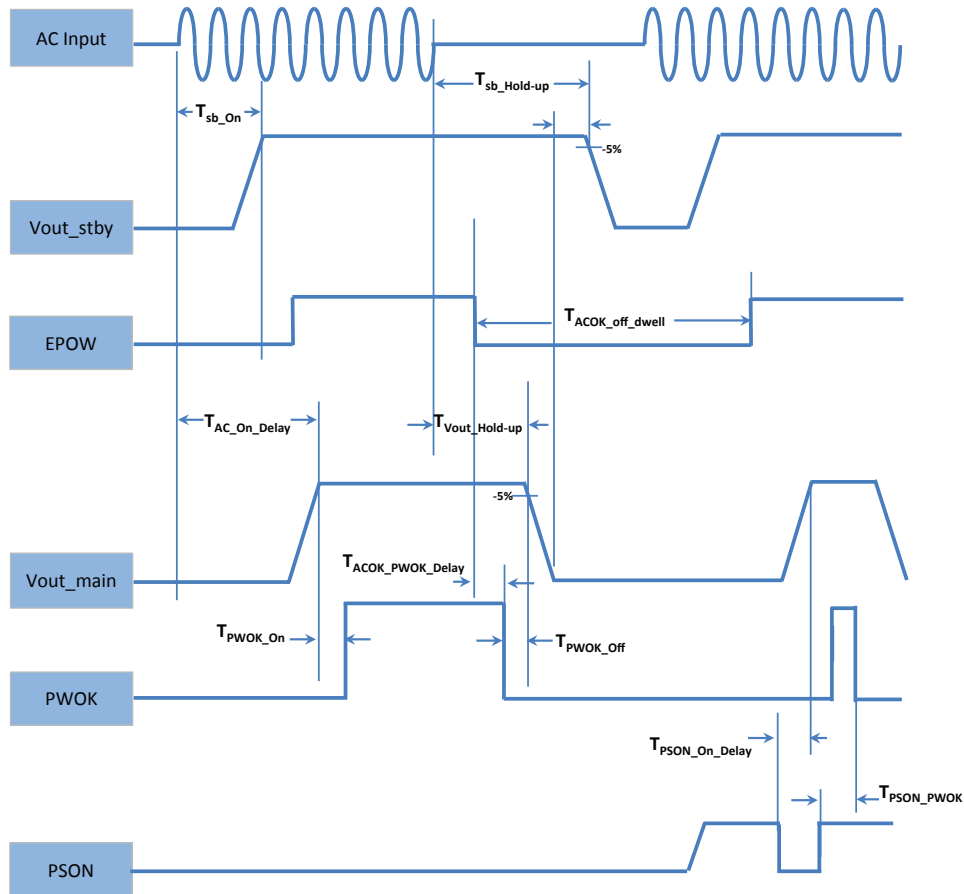 AC Input
Tsb_Hold-up
Tsb_On
-5%
Vout_stby
TACOK_off_dwell
EPOW
TAC_On_Delay
TVout_Hold-up
-5%
TACOK_PWOK_Delay
Vout_main
TPWOK_On
TPWOK_Off
PWOK
TPSON_On_Delay
TPSON_PWOK
PSON